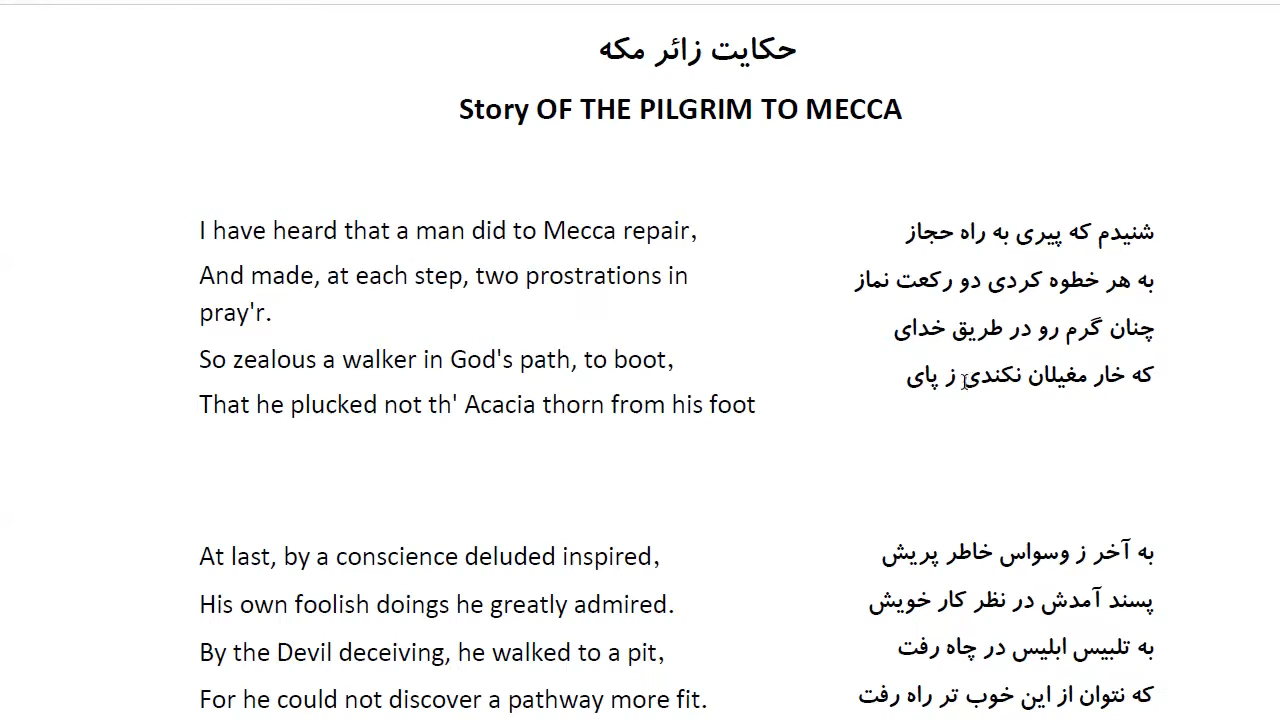 حکایت زائر مکه
Story OF THE PILGRIM TO MECCA
I have heard that a man did to Mecca repair,
And made, at each step, two prostrations in
pray'r.
So zealous a walker in God's path, to boot,
That he plucked not th' Acacia thorn from his foot
شنیدم که پیری به راه حجاز
به هر خطوه کردی دو رکعت نماز
چنان گرم رو در طریق خدای
که خار مغیلان نکندی ز پای
At last, by a conscience deluded inspired,
His own foolish doings he greatly admired.
By the Devil deceiving, he walked to a pit,
For he could not discover a pathway more fit.
به آخر ز وسواس خاطر پریش
پسند آمدش در نظر کار خویش
به تلبیس ابلیس در چاه رفت
که نتوان از این خوب تر راه رفت